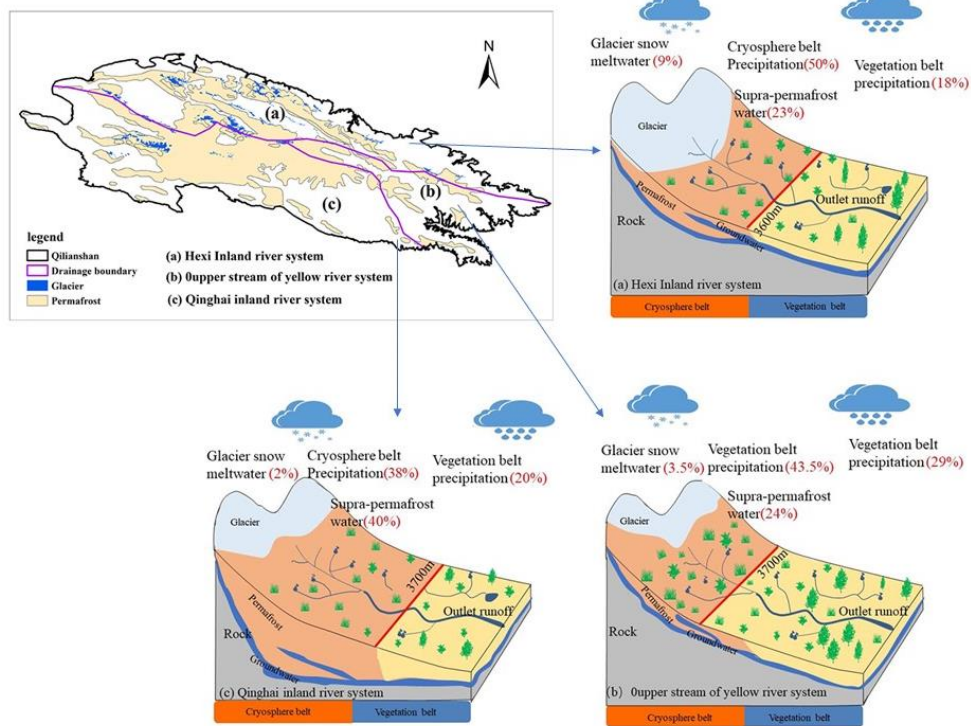 N
(a)
(b)
(c)
legend
Qilianshan
Drainage boundary
Glacier
Permafrost
(a) Hexi Inland river system
(b) 0upper stream of yellow river system
(c) Qinghai inland river system
Glacier snow
meltwater (9%)
Cryosphere belt
Precipitation(50%)
Vegetation belt
precipitation (18%)
Supra-permafrost
water(23%)
Glacier
Permafrost
Rock
Groundwater
3600m
Outlet runoff
(a) Hexi Inland river system
Cryosphere belt
Vegetation belt
Glacier snow
meltwater (2%)
Cryosphere belt
Precipitation(38%)
Vegetation belt
precipitation(20%)
Supra-permafrost
water(40%)
Glacier
3700m
Permafrost
Outlet runoff
Rock
Groundwater
(c) Qinghai inland river system
Cryosphere belt
Vegetation belt
Glacier snow
meltwater (3.5%)
Vegetation belt
precipitation(43.5%)
Vegetation belt
precipitation (29%)
Supra-permafrost
water(24%)
Glacier
3700m
Permafrost
Outlet runoff
Rock
Groundwater
(b) 0upper stream of yellow river system
Cryosphere belt
Vegetation belt